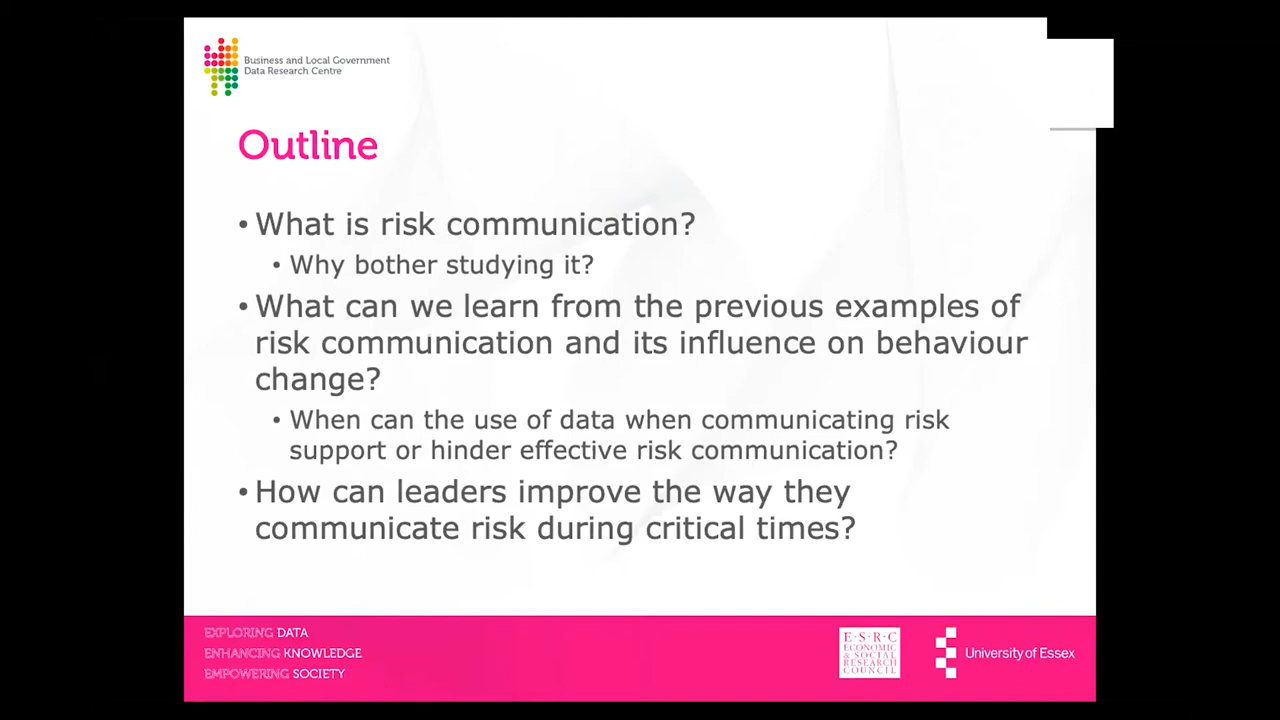 Business and Local Government
Data Research Centre
Outline
• What is risk communication?
• Why bother studying it?
• What can we learn from the previous examples of
risk communication and its influence on behaviour
change?
• When can the use of data when communicating risk
support or hinder effective risk communication?
• How can leaders improve the way they
communicate risk during critical times?
EXPLORING DATA
ENHANCING KNOWLEDGE
EMPOWERING SOCIETY
E·S·R·C
ECONOMIC
& SOCIAL
RESEARCH
COUNCIL
University of Essex